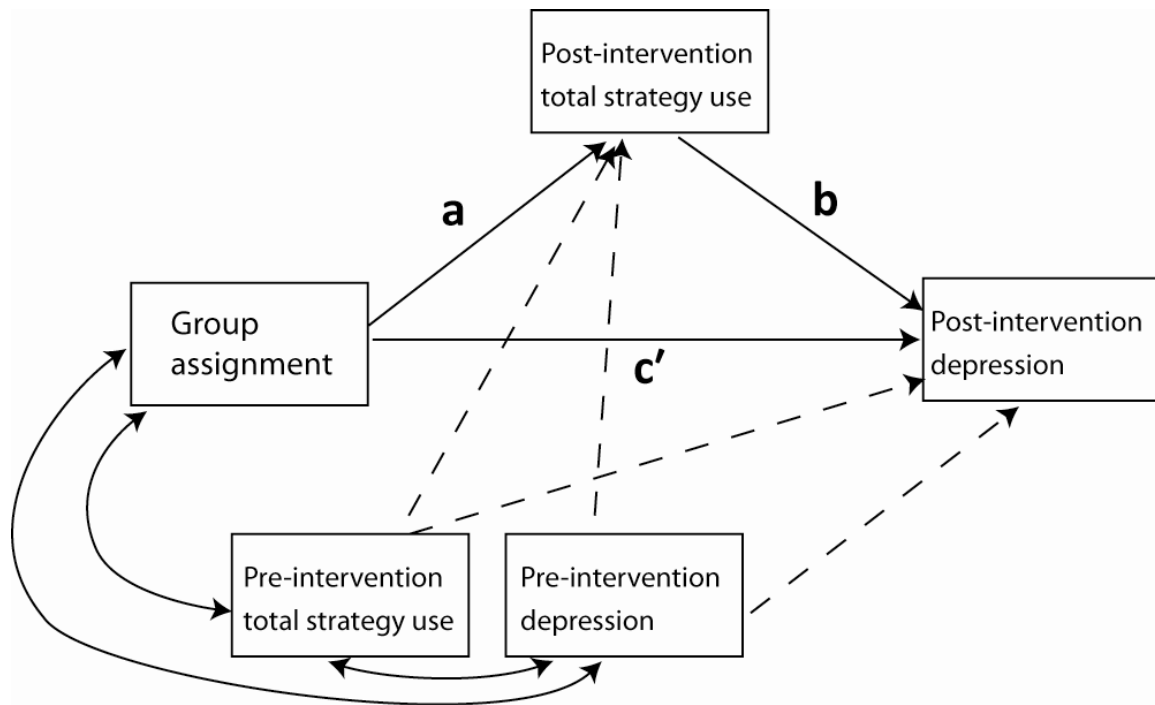 Post-intervention
total strategy use
a
b
Group
assignment
c′
Post-intervention
depression
Pre-intervention
total strategy use
Pre-intervention
depression